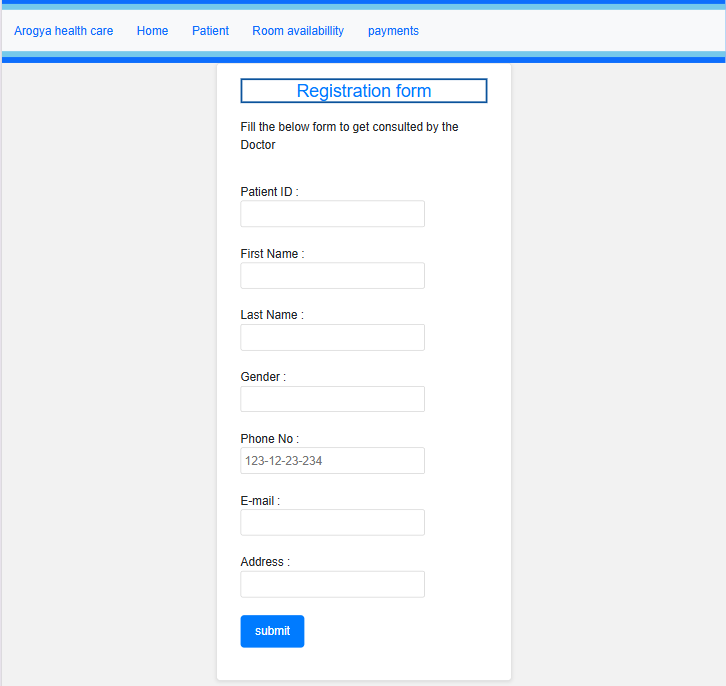 Arogya health care Home Patient Room availabillity payments
Registration form
Fill the below form to get consulted by the
Doctor
Patient ID :
First Name :
Last Name :
Gender :
Phone No :
123-12-23-234
E-mail :
Address :
submit